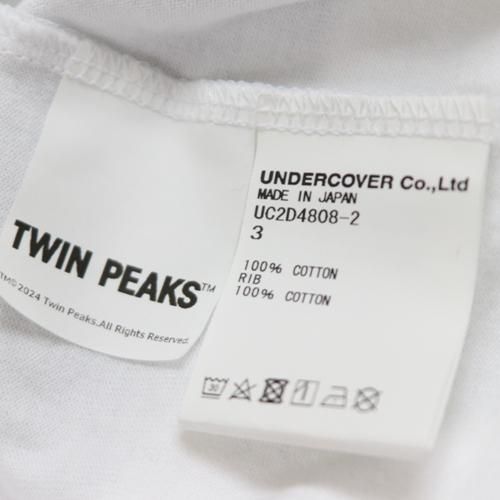 TWIN PEAKS™
TM©2024 Twin Peaks.All Rights Reserved.
UNDERCOVER Co.,Ltd
MADE IN JAPAN
UC2D4808-2
3
100% COTTON
RIB
100% COTTON
30